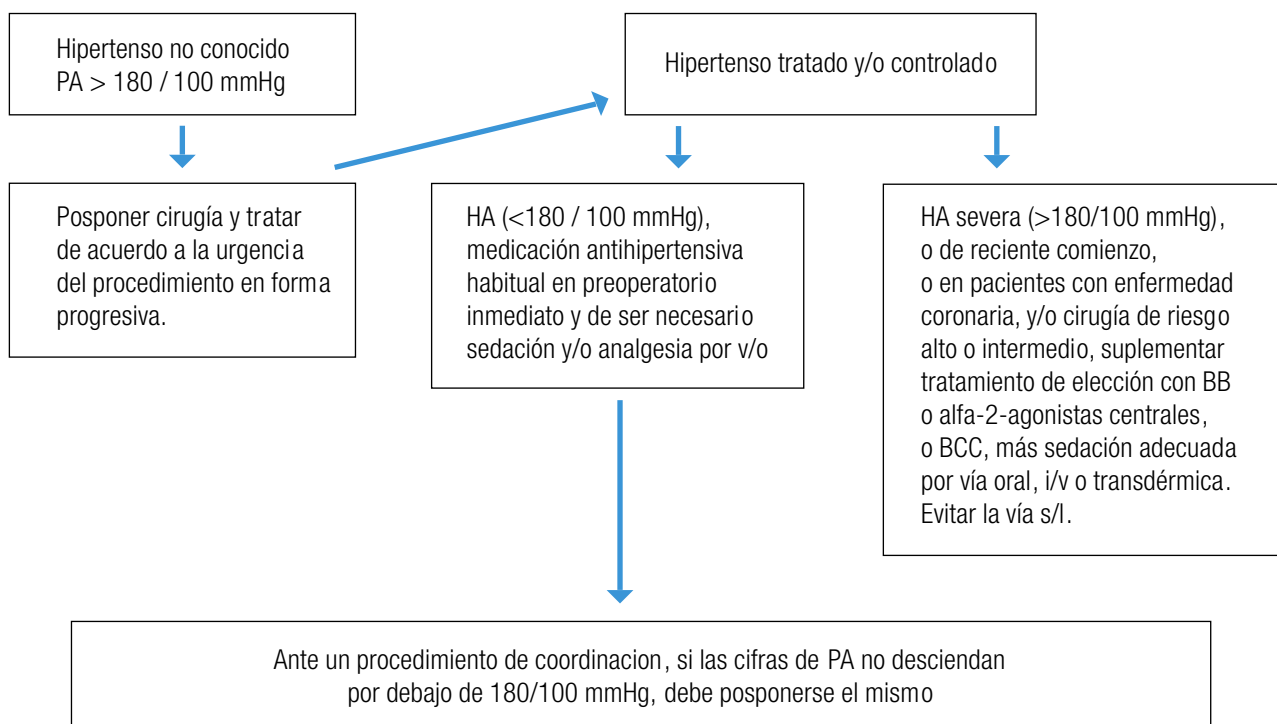 Hipertenso no conocido
PA > 180 / 100 mmHg
Hipertenso tratado y/o controlado
Posponer cirugía y tratar
de acuerdo a la urgencia
del procedimiento en forma
progresiva.
HA (<180 / 100 mmHg),
medicación antihipertensiva
habitual en preoperatorio
inmediato y de ser necesario
sedación y/o analgesia por v/o
HA severa (>180/100 mmHg),
o de reciente comienzo,
o en pacientes con enfermedad
coronaria, y/o cirugía de riesgo
alto o intermedio, suplementar
tratamiento de elección con BB
o alfa-2-agonistas centrales,
o BCC, más sedación adecuada
por vía oral, i/v o transdérmica.
Evitar la vía s/l.
Ante un procedimiento de coordinacion, si las cifras de PA no desciendan
por debajo de 180/100 mmHg, debe posponerse el mismo